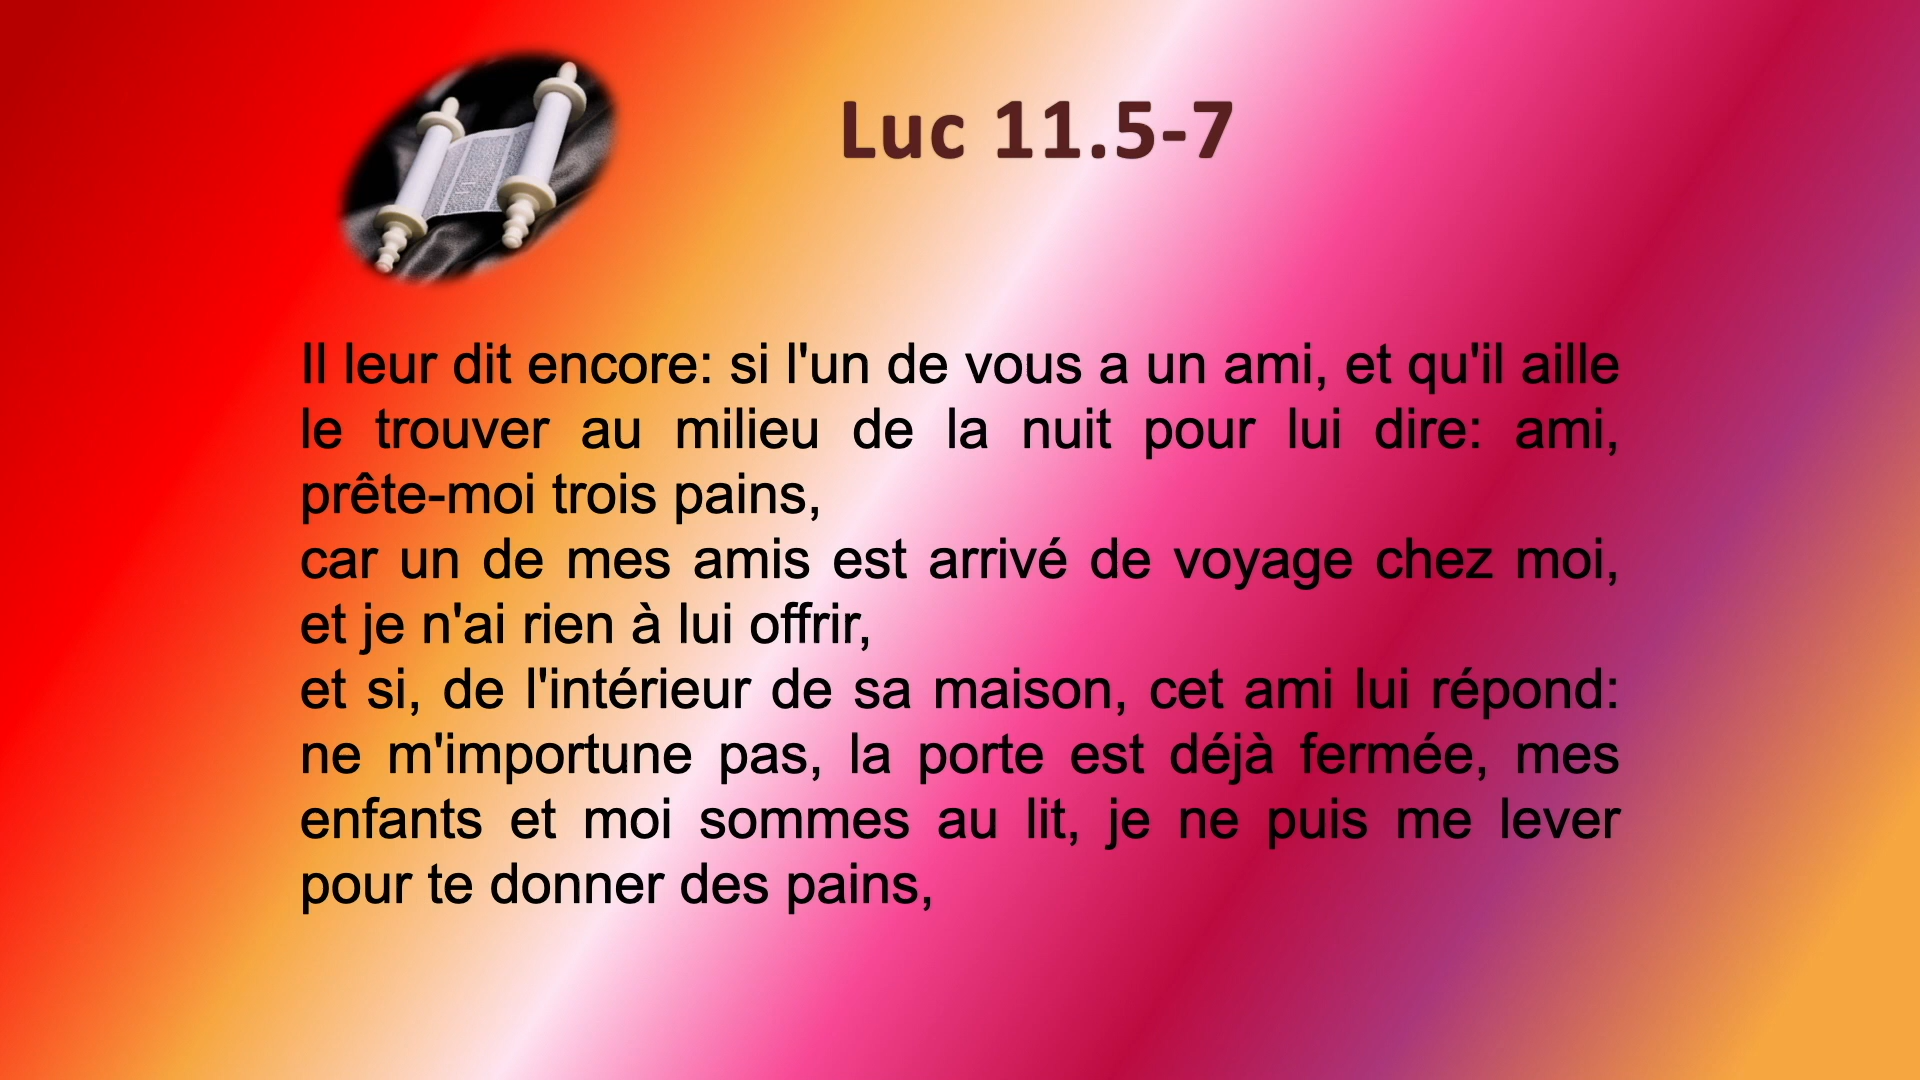 Luc 11.5-7
Il leur dit encore: si l'un de vous a un ami, et qu'il aille
le trouver au milieu de la nuit pour lui dire: ami,
prête-moi trois pains,
car un de mes amis est arrivé de voyage chez moi,
et je n'ai rien à lui offrir,
et si, de l'intérieur de sa maison, cet ami lui répond:
ne m'importune pas, la porte est déjà fermée, mes
enfants et moi sommes au lit, je ne puis me lever
pour te donner des pains,